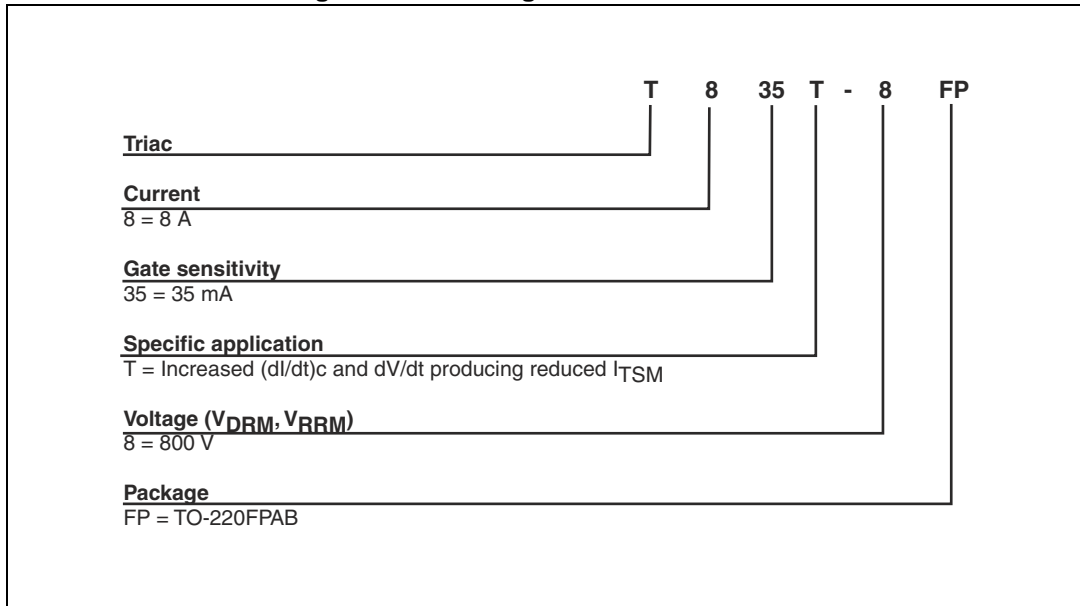 T 8 35 T - 8 FP
Triac
Current
8 = 8 A
Gate sensitivity
35 = 35 mA
Specific application
T = Increased (dI/dt)c and dV/dt producing reduced ITSM
Voltage (VDRM, VRRM)
8 = 800 V
Package
FP = TO-220FPAB